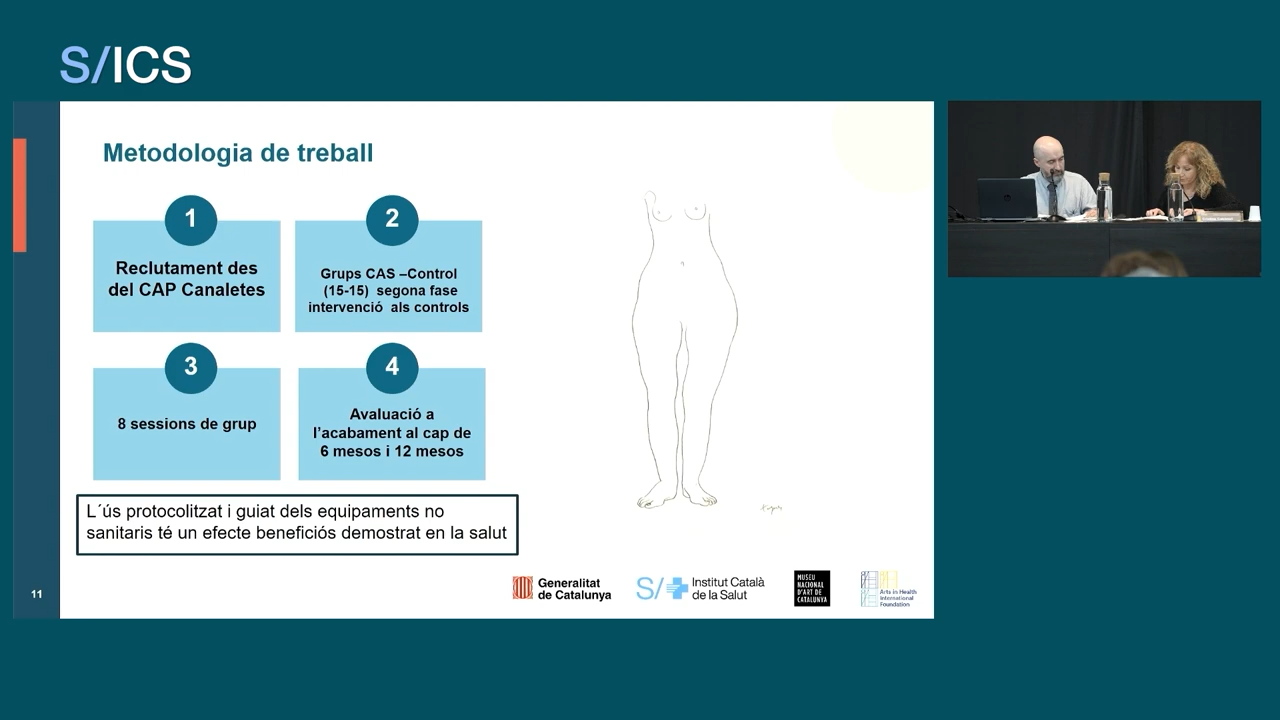 S/ICS
Metodologia de treball
1
Reclutament des
del CAP Canaletes
2
Grups CAS –Control
(15-15) segona fase
intervenció als controls
3
8 sessions de grup
4
Avaluació a
l’acabament al cap de
6 mesos i 12 mesos
L´ús protocolitzat i guiat dels equipaments no
sanitaris té un efecte beneficiós demostrat en la salut
11
Generalitat
de Catalunya
S/
Institut Català
de la Salut
MUSEU
NACIONAL
D'ART DE
CATALUNYA
Arts in Health
International
Foundation